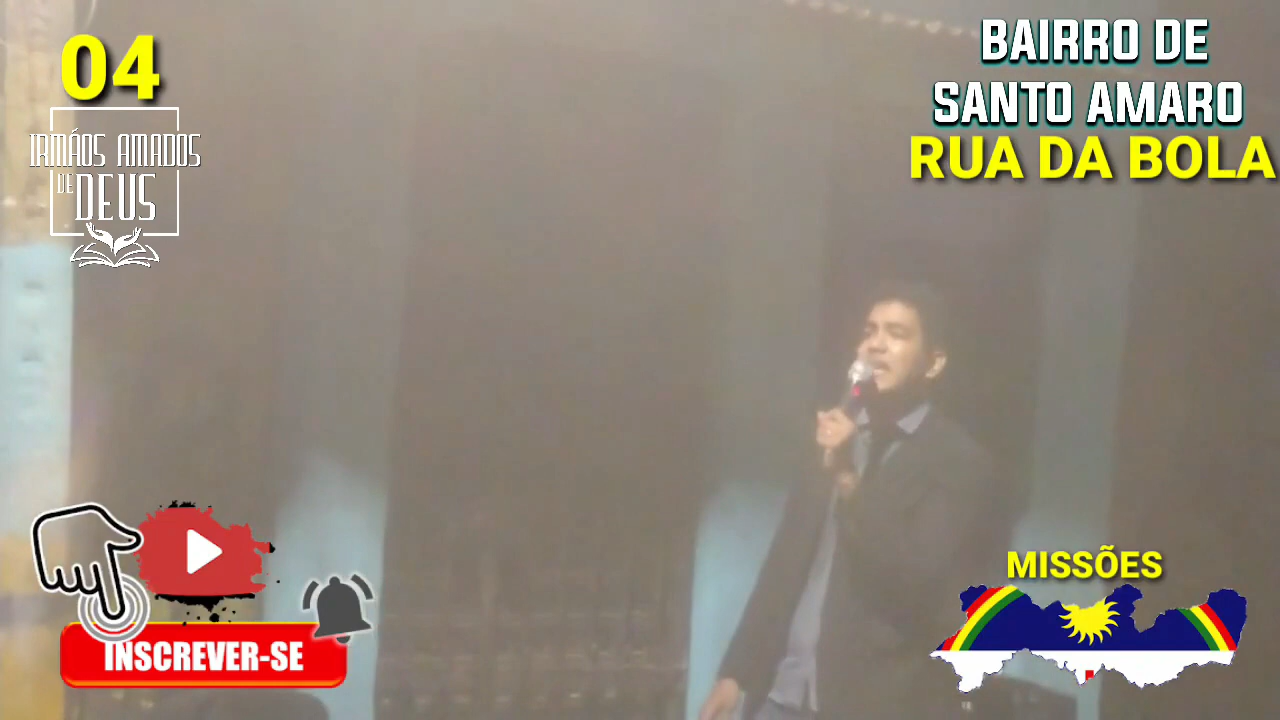 04
IRMÃOS AMADOS
DE DEUS
BAIRRO DE
SANTO AMARO
RUA DA BOLA
INSCREVER-SE
MISSÕES